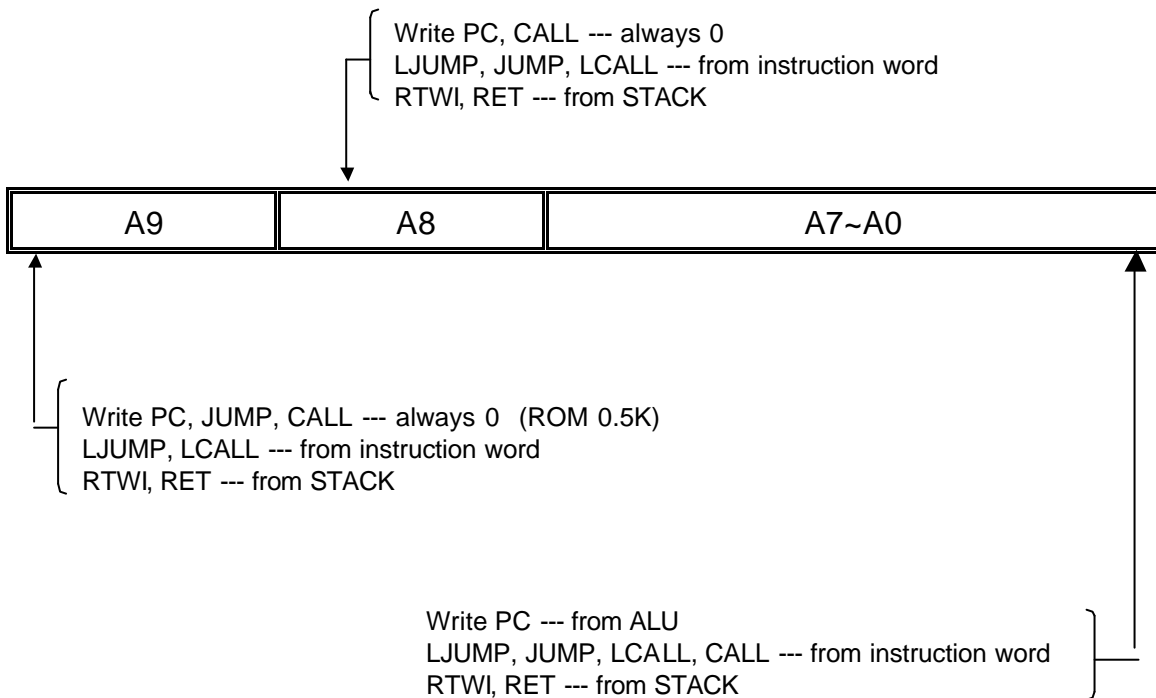 Write PC, CALL --- always 0
LJUMP, JUMP, LCALL --- from instruction word
RTWI, RET --- from STACK
A9 A8 A7~A0
Write PC, JUMP, CALL --- always 0 (ROM 0.5K)
LJUMP, LCALL --- from instruction word
RTWI, RET --- from STACK
Write PC --- from ALU
LJUMP, JUMP, LCALL, CALL --- from instruction word
RTWI, RET --- from STACK